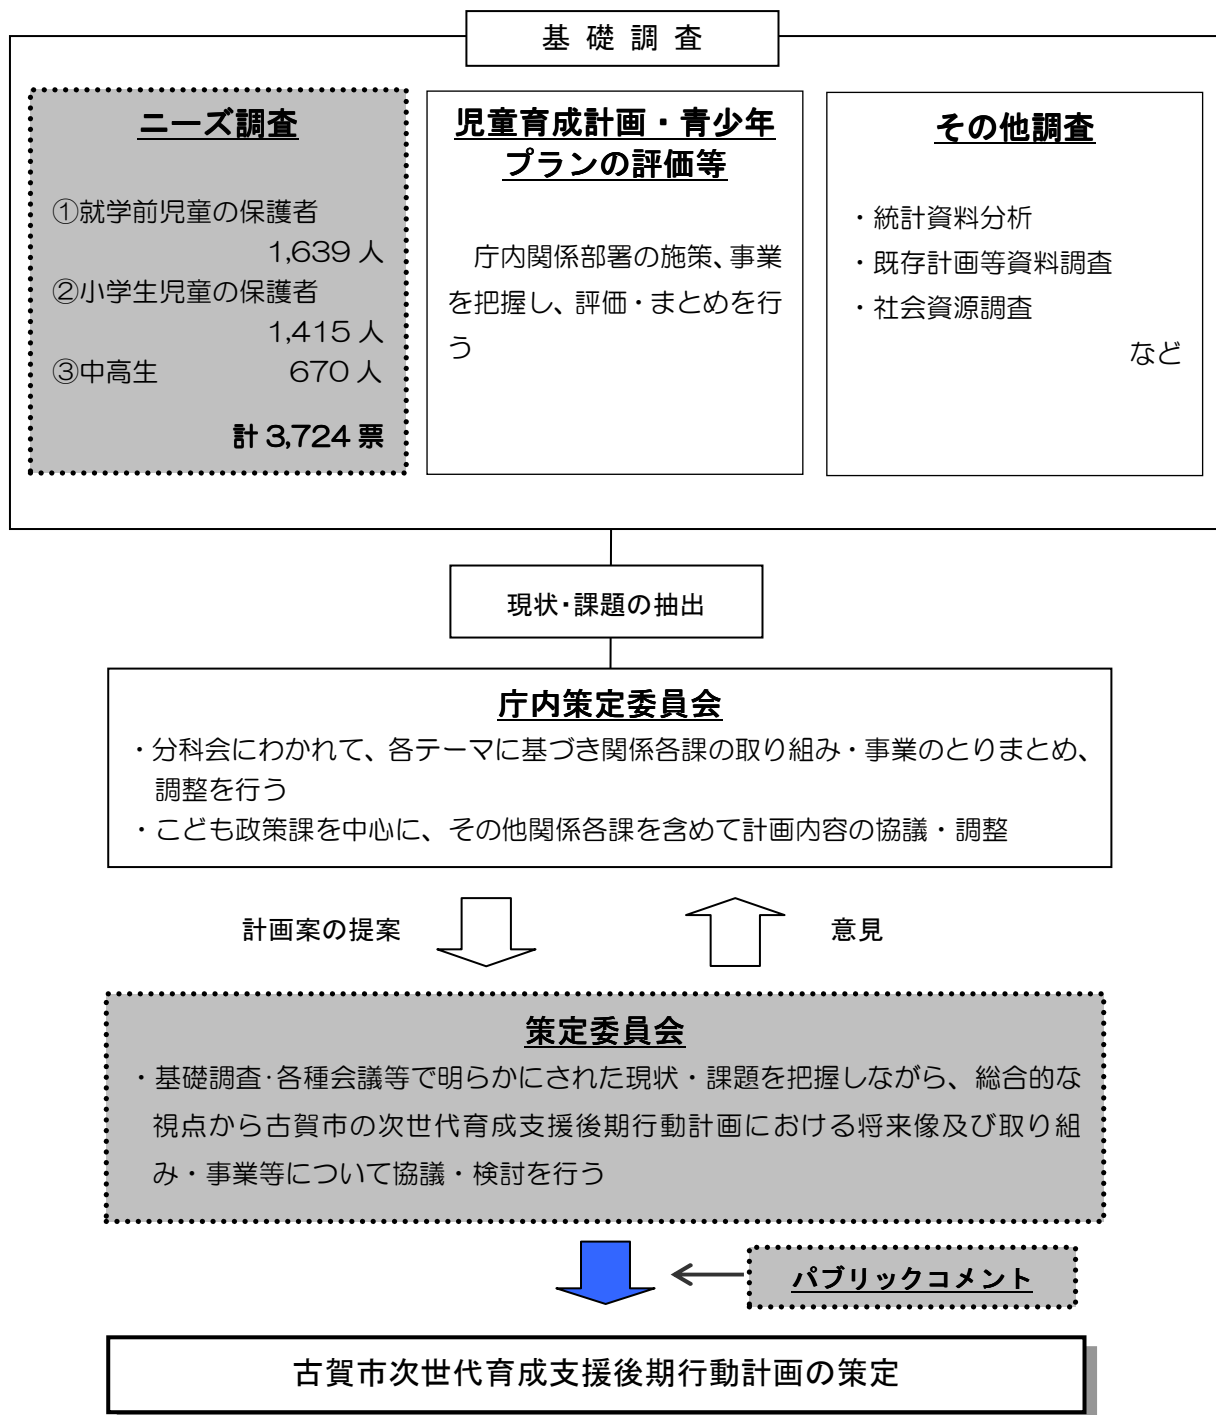 基 礎 調 査
ニーズ調査
①就学前児童の保護者
1,639 人
②小学生児童の保護者
1,415 人
③中高生 670 人
計 3,724 票
児童育成計画・青少年
プランの評価等
庁内関係部署の施策、事業
を把握し、評価・まとめを行
う
その他調査
・統計資料分析
・既存計画等資料調査
・社会資源調査
など
現状・課題の抽出
庁内策定委員会
・分科会にわかれて、各テーマに基づき関係各課の取り組み・事業のとりまとめ、
調整を行う
・こども政策課を中心に、その他関係各課を含めて計画内容の協議・調整
計画案の提案
意見
策定委員会
・基礎調査・各種会議等で明らかにされた現状・課題を把握しながら、総合的な
視点から古賀市の次世代育成支援後期行動計画における将来像及び取り組
み・事業等について協議・検討を行う
パブリックコメント
古賀市次世代育成支援後期行動計画の策定